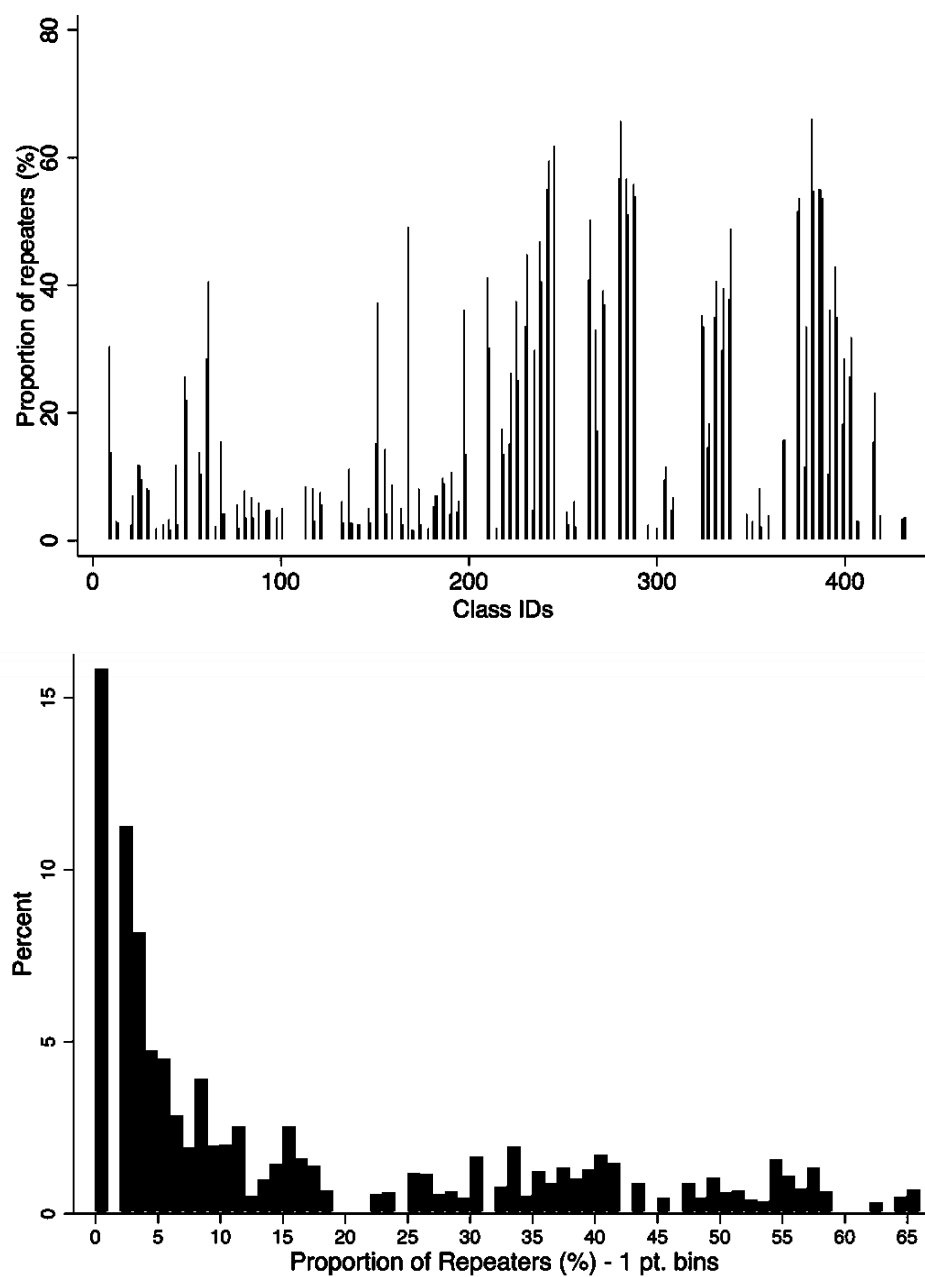 80
60
40
20
0
Proportion of repeaters (%)
0 100 200 300 400
Class IDs
15
10
5
0
Percent
0 5 10 15 20 25 30 35 40 45 50 55 60 65
Proportion of Repeaters (%) - 1 pt. bins